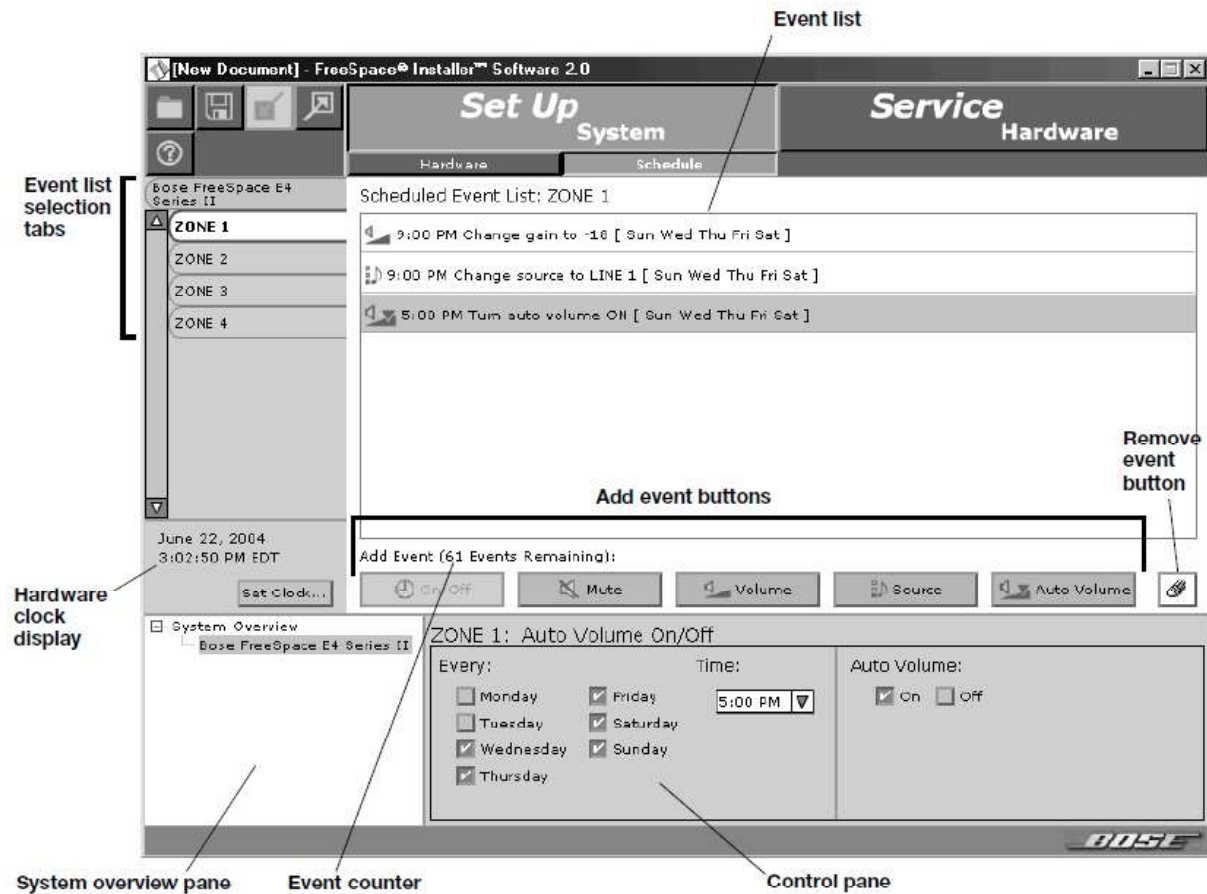 Event list
[New Document] - FreeSpace® Installer™ Software 2.0
Set Up
System
Service
Hardware
Hardware
Schedule
Event list
selection
tabs
Bose FreeSpace E4
Series II
ZONE 1
ZONE 2
ZONE 3
ZONE 4
Scheduled Event List: ZONE 1
9:00 PM Change gain to -18 [ Sun Wed Thu Fri Sat ]
9:00 PM Change source to LINE 1 [ Sun Wed Thu Fri Sat ]
5:00 PM Turn auto volume ON [ Sun Wed Thu Fri Sat ]
Remove
event
button
Add event buttons
June 22, 2004
3:02:50 PM EDT
Set Clock...
Hardware
clock
display
Add Event (61 Events Remaining):
On/Off
Mute
Volume
Source
Auto Volume
System Overview
Bose FreeSpace E4 Series II
ZONE 1: Auto Volume On/Off
Every:
Monday
Tuesday
Wednesday
Thursday
Friday
Saturday
Sunday
Time:
5:00 PM
Auto Volume:
On
Off
BOSE
System overview pane
Event counter
Control pane